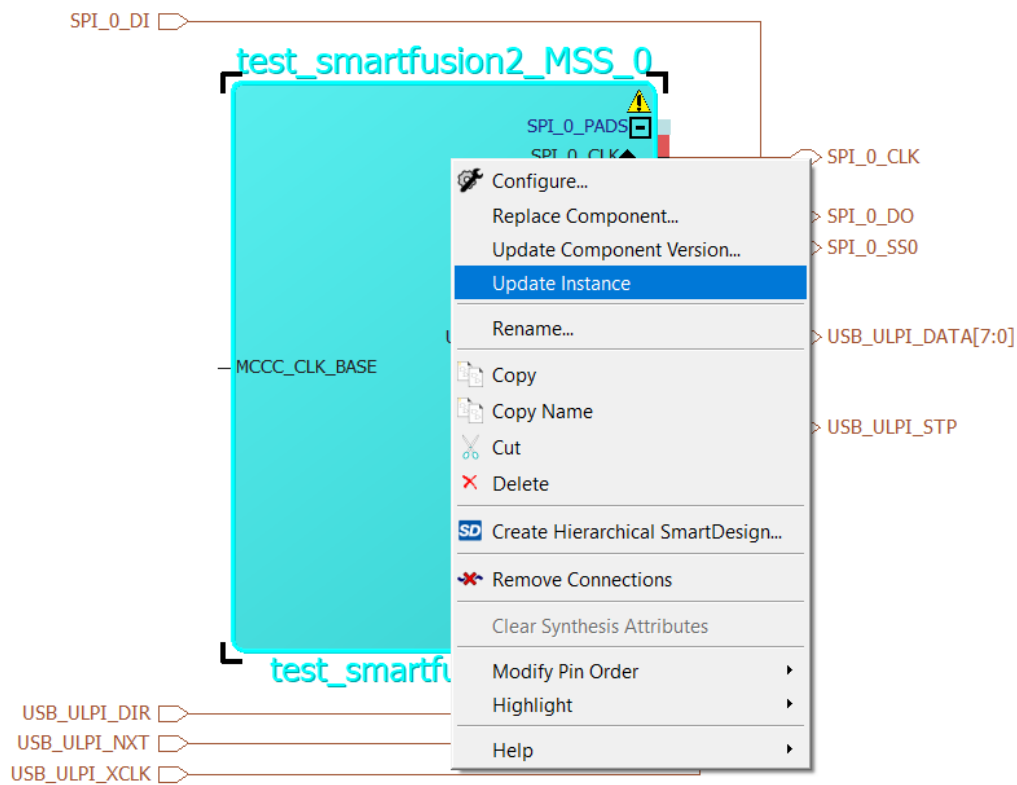 SPI_0_DI
test_smartfusion2_MSS_0
SPI_0_PADS
SPI_0_CLK
SPI_0_CLK
Configure...
Replace Component...
SPI_0_DO
Update Component Version...
SPI_0_SS0
Update Instance
Rename...
USB_ULPI_DATA[7:0]
MCCC_CLK_BASE
Copy
Copy Name
USB_ULPI_STP
Cut
Delete
SD Create Hierarchical SmartDesign...
Remove Connections
Clear Synthesis Attributes
test_smartfu
Modify Pin Order
Highlight
USB_ULPI_DIR
USB_ULPI_NXT
Help
USB_ULPI_XCLK